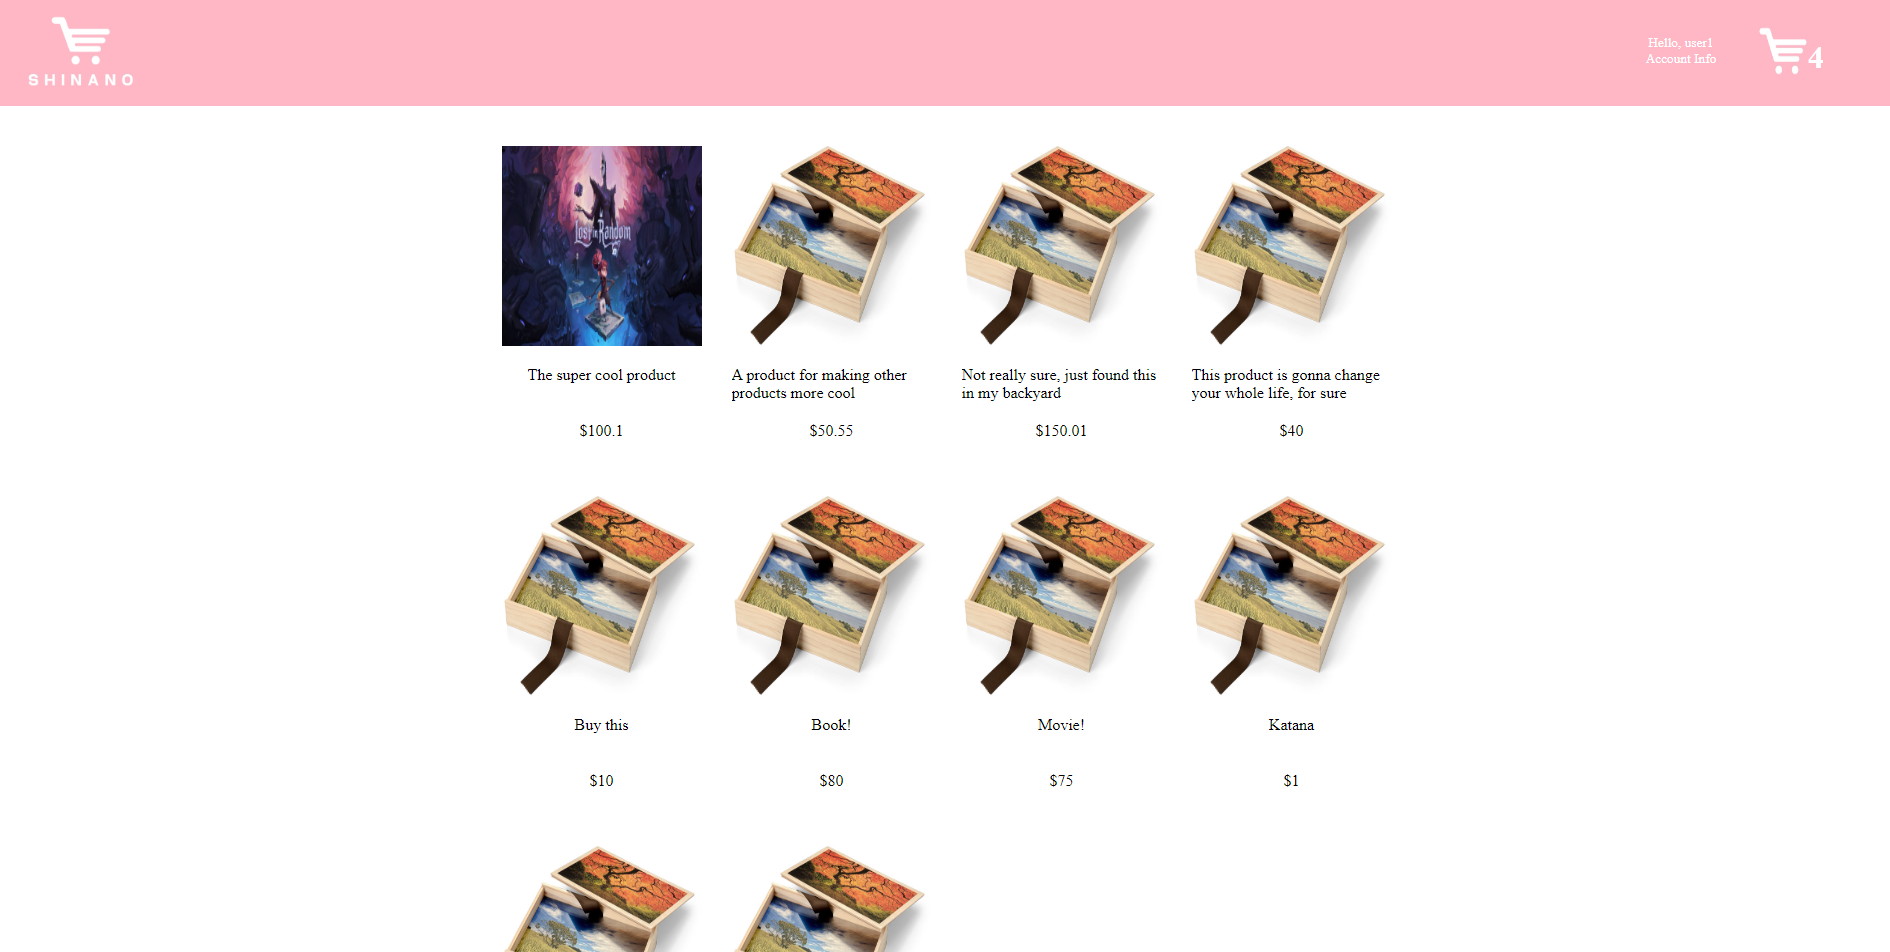 SHINANO
Hello, user1
Account Info
4
Lost in Random
The super cool product
$100.1
A product for making other
products more cool
$50.55
Not really sure, just found this
in my backyard
$150.01
This product is gonna change
your whole life, for sure
$40
Buy this
$10
Book!
$80
Movie!
$75
Katana
$1